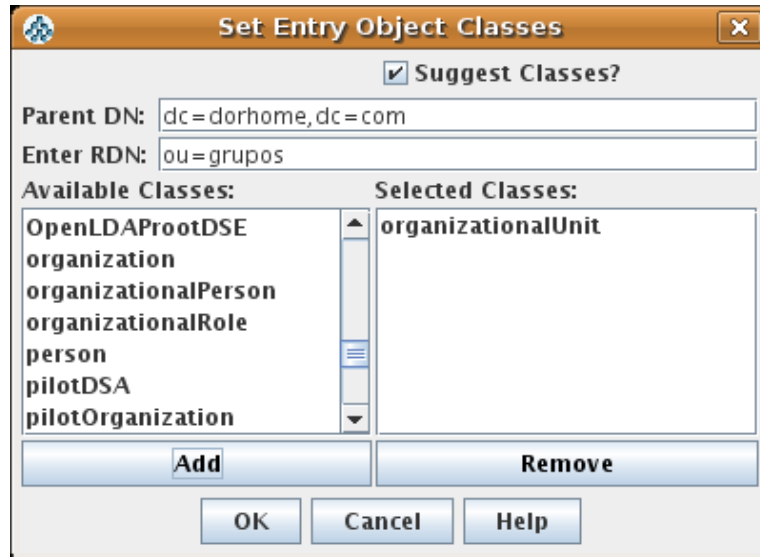 Set Entry Object Classes
Suggest Classes?
Parent DN: dc=dorhome,dc=com
Enter RDN: ou=grupos
Available Classes:
OpenLDAProotDSE
organization
organizationalPerson
organizationalRole
person
pilotDSA
pilotOrganization
Selected Classes:
organizationalUnit
Add Remove
OK Cancel Help